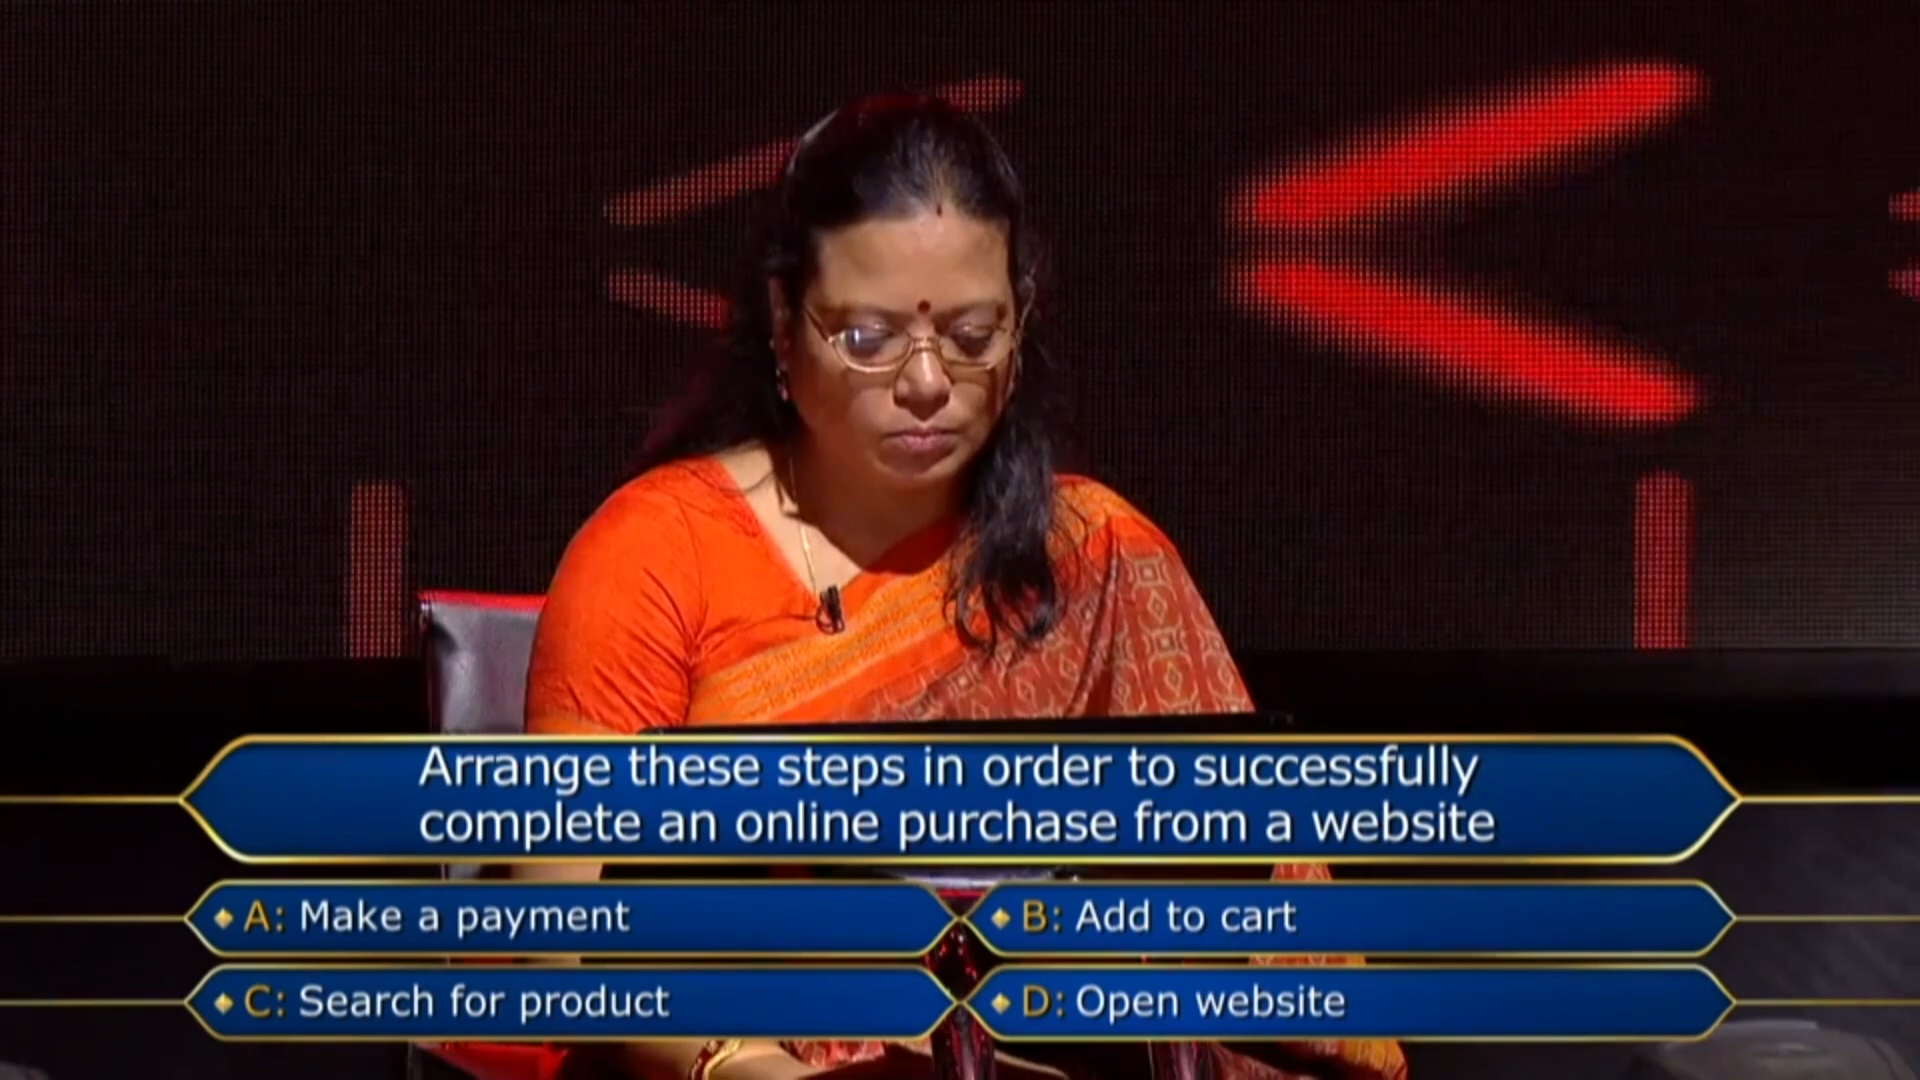 Arrange these steps in order to successfully
complete an online purchase from a website
A: Make a payment
B: Add to cart
C: Search for product
D: Open website